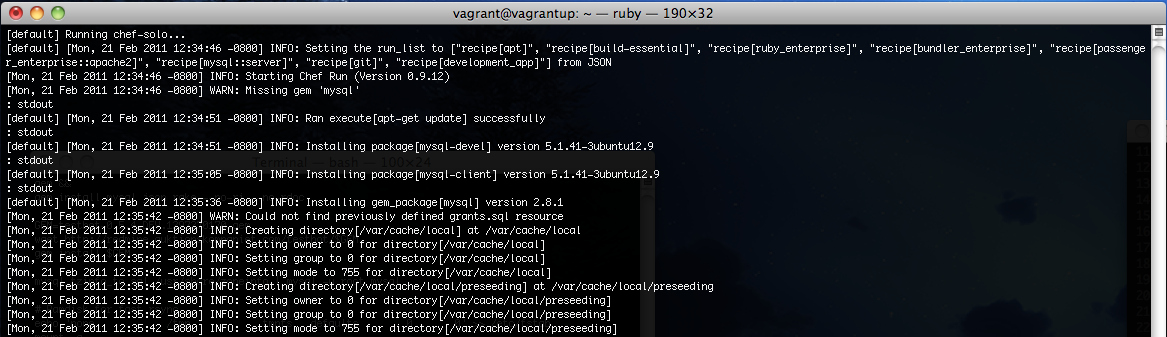 vagrant@vagrantup: ~ — ruby — 190×32
[default] Running chef-solo...
[default] [Mon, 21 Feb 2011 12:34:46 -0800] INFO: Setting the run_list to ["recipe[apt]", "recipe[build-essential]", "recipe[ruby_enterprise]", "recipe[bundler_enterprise]", "recipe[passenge
r_enterprise::apache2]", "recipe[mysql::server]", "recipe[git]", "recipe[development_app]"] from JSON
[Mon, 21 Feb 2011 12:34:46 -0800] INFO: Starting Chef Run (Version 0.9.12)
[Mon, 21 Feb 2011 12:34:46 -0800] WARN: Missing gem 'mysql'
: stdout
[default] [Mon, 21 Feb 2011 12:34:51 -0800] INFO: Ran execute[apt-get update] successfully
: stdout
[default] [Mon, 21 Feb 2011 12:34:51 -0800] INFO: Installing package[mysql-devel] version 5.1.41-3ubuntu12.9
: stdout
Terminal — bash — 100×24
[default] [Mon, 21 Feb 2011 12:35:05 -0800] INFO: Installing package[mysql-client] version 5.1.41-3ubuntu12.9
: stdout
[default] [Mon, 21 Feb 2011 12:35:36 -0800] INFO: Installing gem_package[mysql] version 2.8.1
[Mon, 21 Feb 2011 12:35:42 -0800] WARN: Could not find previously defined grants.sql resource
[Mon, 21 Feb 2011 12:35:42 -0800] INFO: Creating directory[/var/cache/local] at /var/cache/local
[Mon, 21 Feb 2011 12:35:42 -0800] INFO: Setting owner to 0 for directory[/var/cache/local]
[Mon, 21 Feb 2011 12:35:42 -0800] INFO: Setting group to 0 for directory[/var/cache/local]
[Mon, 21 Feb 2011 12:35:42 -0800] INFO: Setting mode to 755 for directory[/var/cache/local]
[Mon, 21 Feb 2011 12:35:42 -0800] INFO: Creating directory[/var/cache/local/preseeding] at /var/cache/local/preseeding
[Mon, 21 Feb 2011 12:35:42 -0800] INFO: Setting owner to 0 for directory[/var/cache/local/preseeding]
[Mon, 21 Feb 2011 12:35:42 -0800] INFO: Setting group to 0 for directory[/var/cache/local/preseeding]
[Mon, 21 Feb 2011 12:35:42 -0800] INFO: Setting mode to 755 for directory[/var/cache/local/preseeding]